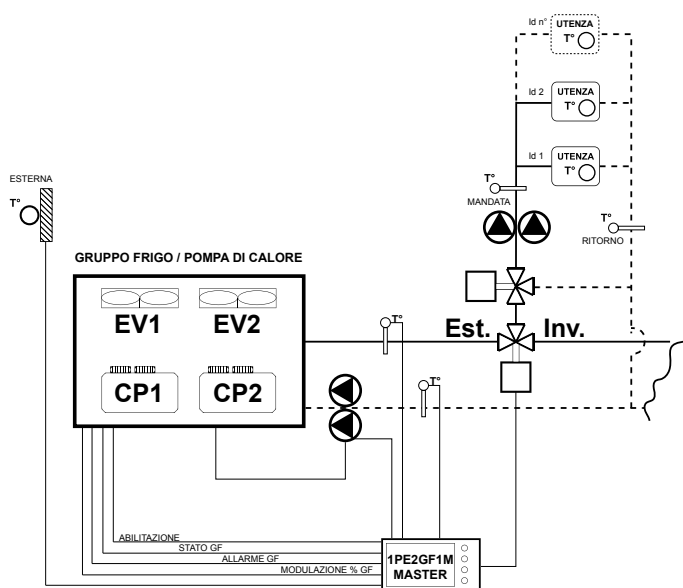 Id n°
UTENZA
T°
Id 2
UTENZA
T°
Id 1
UTENZA
T°
T°
MANDATA
ESTERNA
T°
T°
RITORNO
GRUPPO FRIGO / POMPA DI CALORE
EV1
EV2
T°
Est.
Inv.
CP1
CP2
T°
ABILITAZIONE
STATO GF
ALLARME GF
MODULAZIONE % GF
1PE2GF1M
MASTER